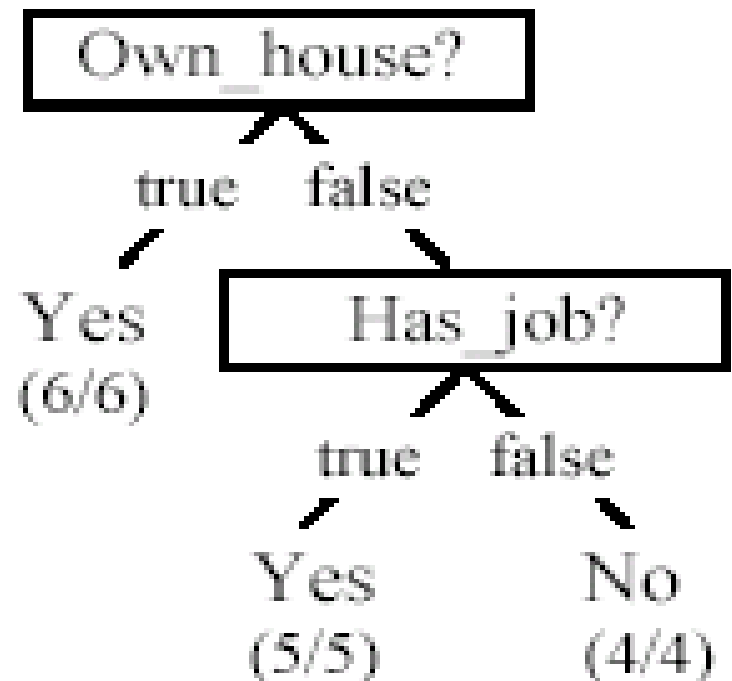 Own_house?
true false
Yes Has_job?
(6/6)
true false
Yes No
(5/5) (4/4)